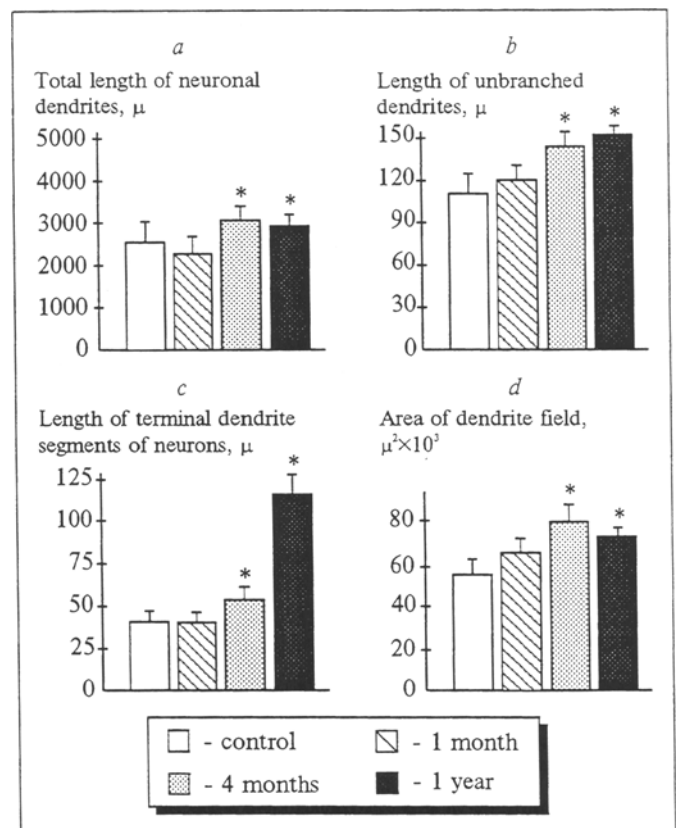 a
Total length of neuronal
dendrites, μ
5000
4000
3000
2000
1000
0
*
*
b
Length of unbranched
dendrites, μ
150
120
90
60
30
0
*
*
c
Length of terminal dendrite
segments of neurons, μ
125
100
75
50
25
0
*
*
d
Area of dendrite field,
μ²×10³
80
60
40
20
0
*
*
- control
- 1 month
- 4 months
- 1 year